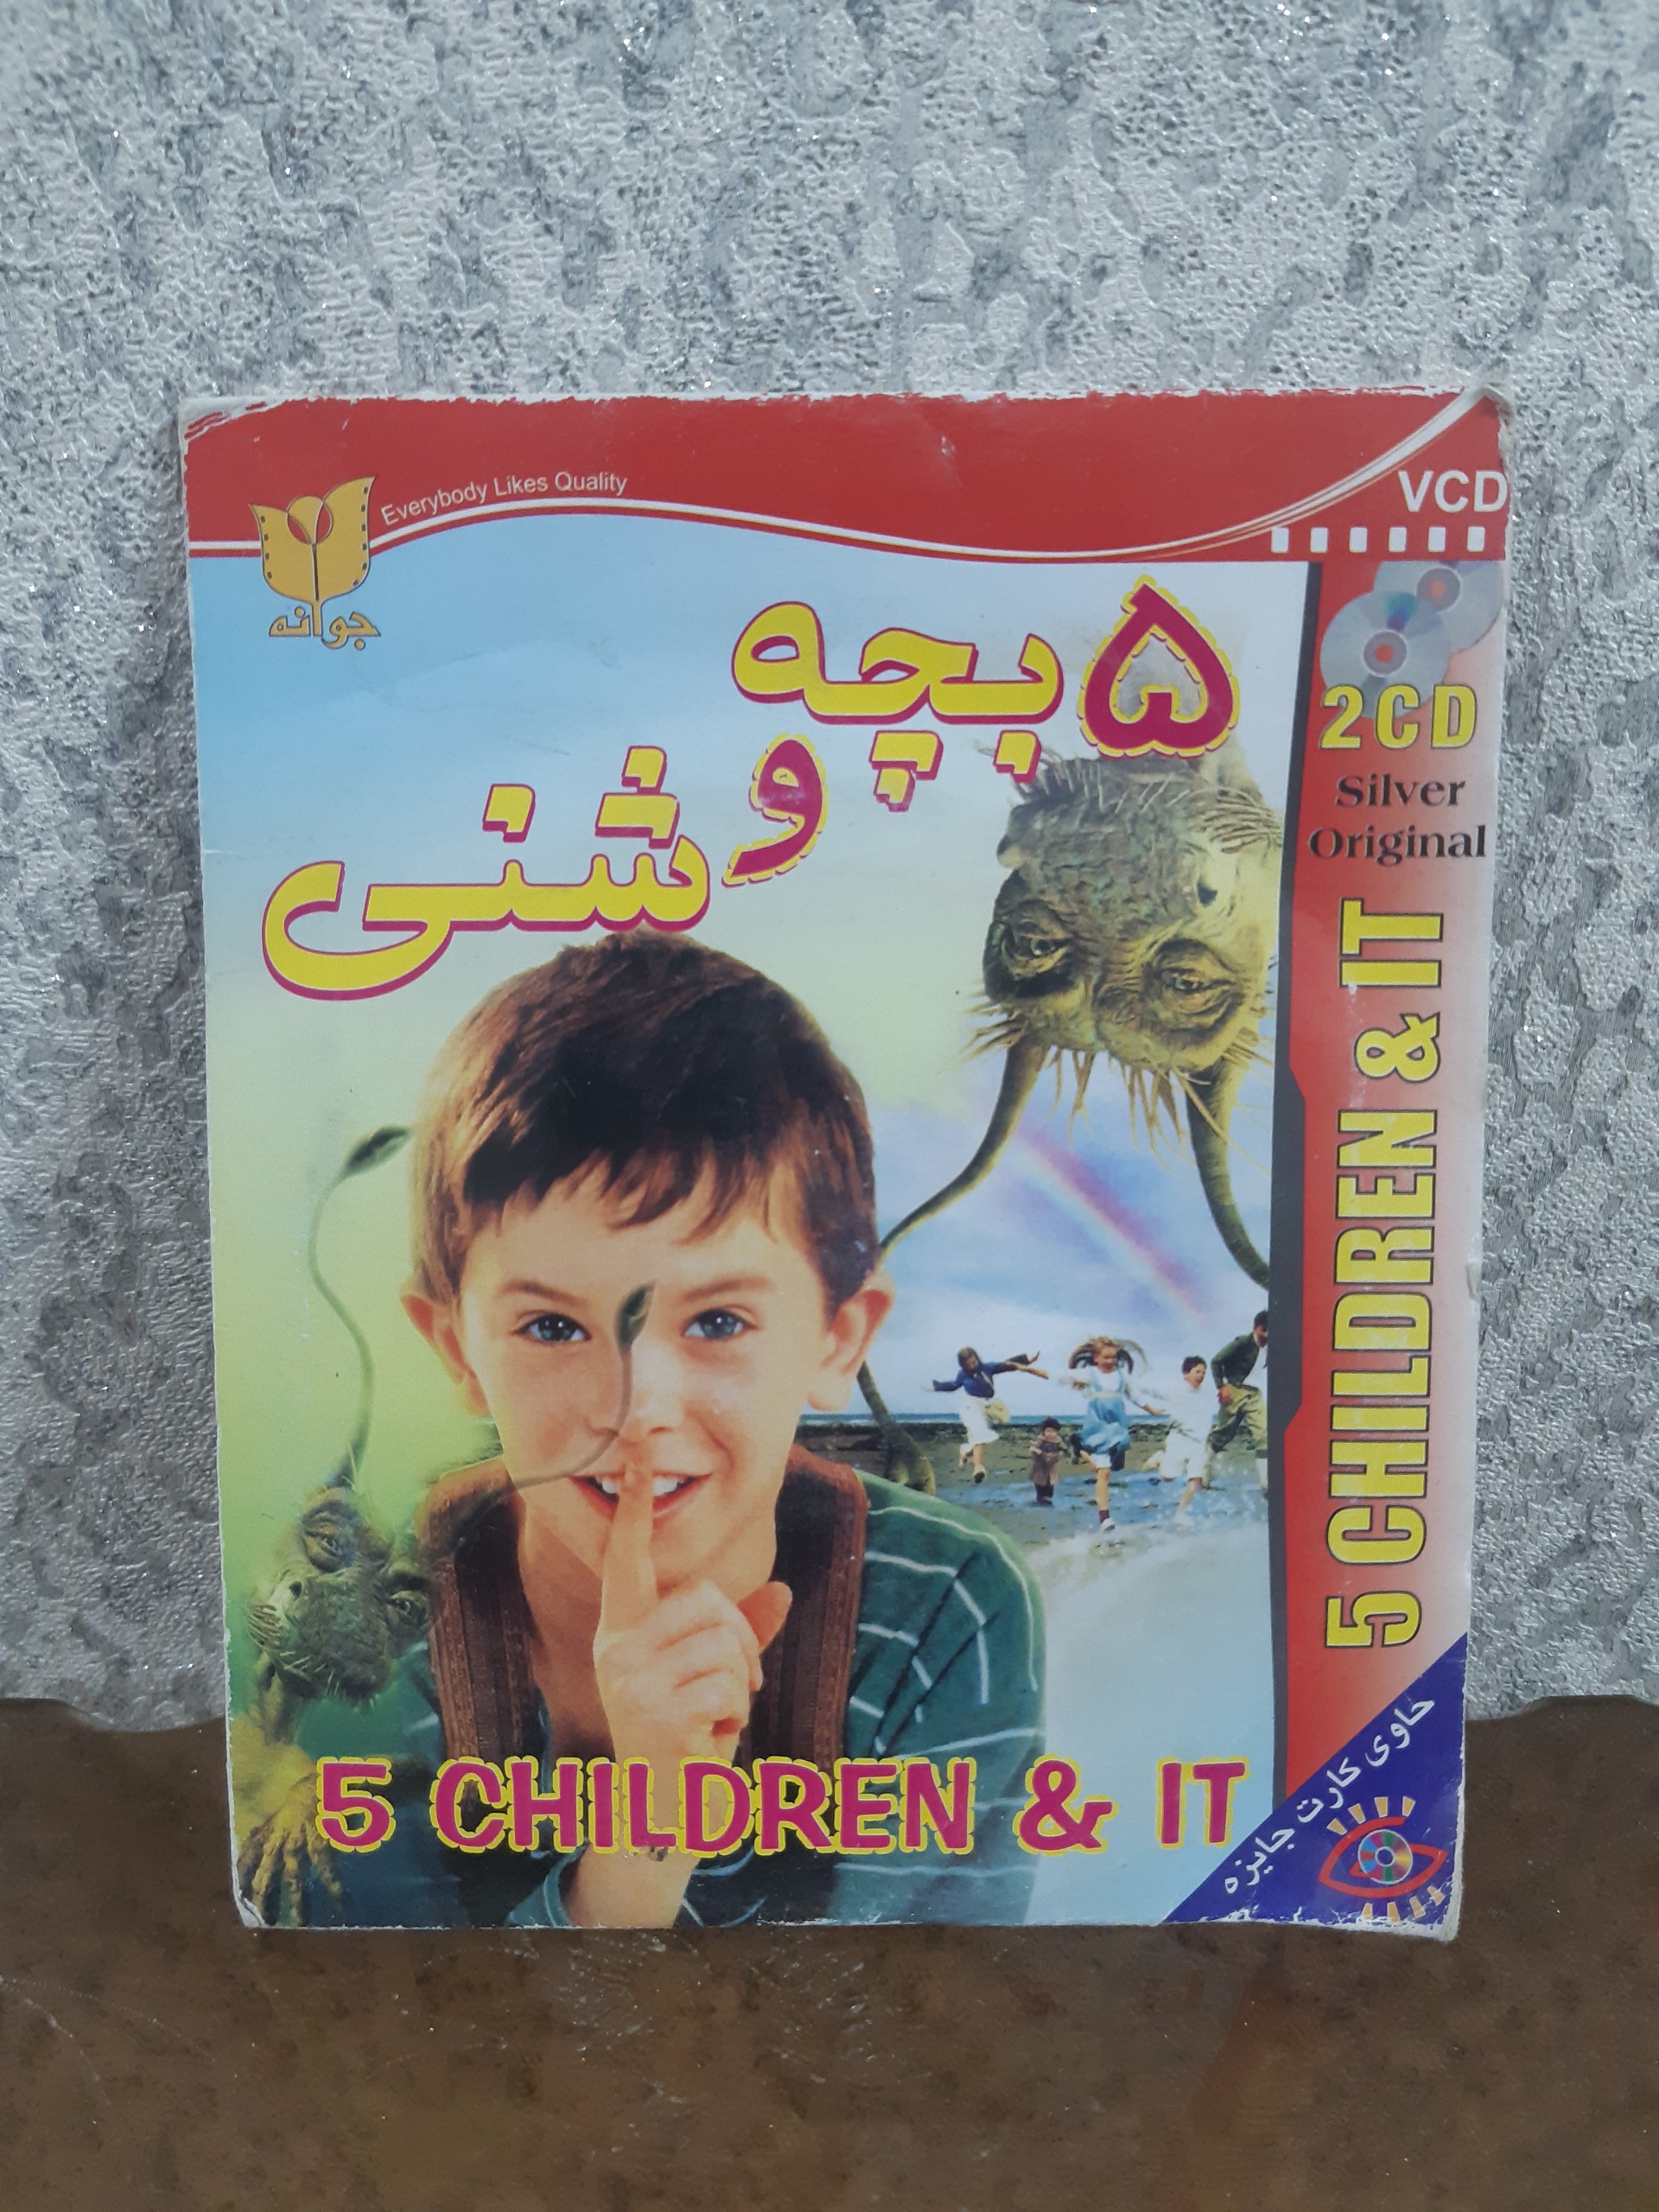 Everybody Likes Quality
VCD
جوانه
۵ بچه
و
شنی
2CD
Silver
Original
5 CHILDREN & IT
5 CHILDREN & IT
حاوی کارت جایزه